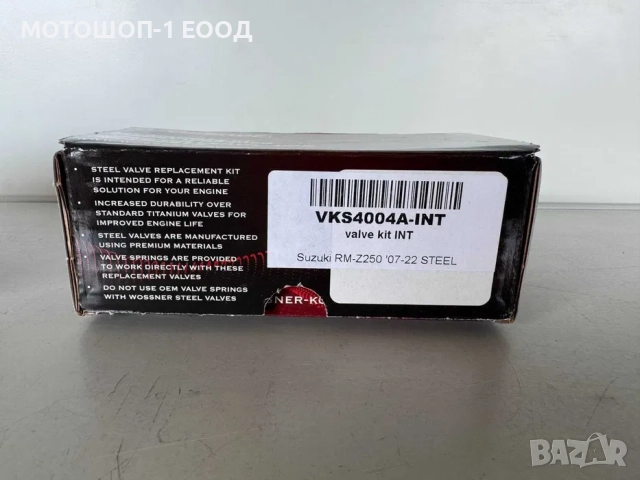 МОТОШОП-1 ЕООД
STEEL VALVE REPLACEMENT KIT
IS INTENDED FOR A RELIABLE
SOLUTION FOR YOUR ENGINE
INCREASED DURABILITY OVER
STANDARD TITANIUM VALVES FOR
IMPROVED ENGINE LIFE
STEEL VALVES ARE MANUFACTURED
USING PREMIUM MATERIALS
VALVE SPRINGS ARE PROVIDED
TO WORK DIRECTLY WITH THESE
REPLACEMENT VALVES
DO NOT USE OEM VALVE SPRINGS
WITH WOSSNER STEEL VALVES
VKS4004A-INT
valve kit INT
Suzuki RM-Z250 '07-22 STEEL
NER-K
BAZAR